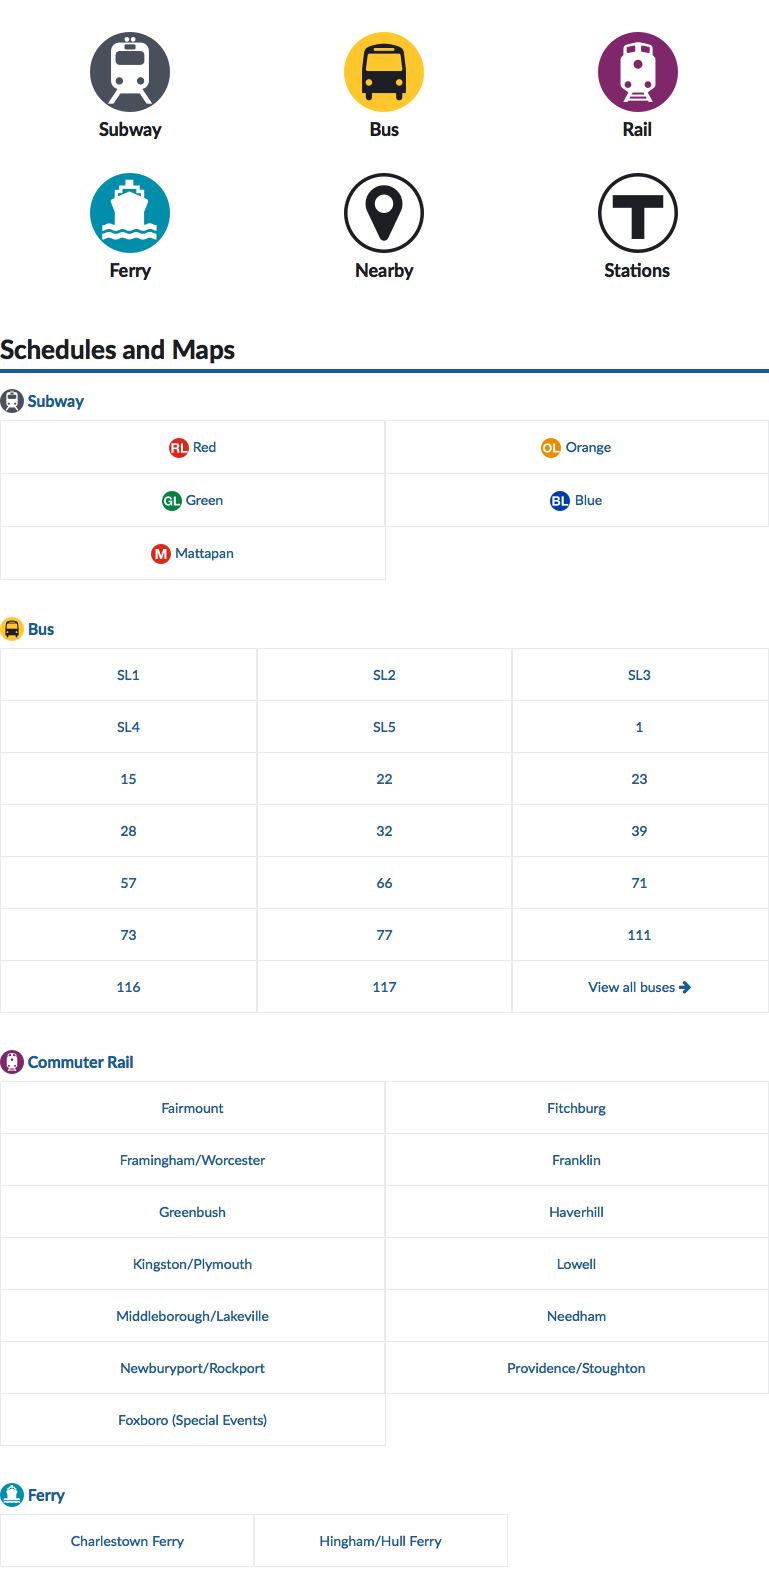 Subway Bus Rail
T
Ferry Nearby Stations
Schedules and Maps
Subway
RL Red OL Orange
GL Green BL Blue
M Mattapan
Bus
SL1 SL2 SL3
SL4 SL5 1
15 22 23
28 32 39
57 66 71
73 77 111
116 117 View all buses
Commuter Rail
Fairmount Fitchburg
Framingham/Worcester Franklin
Greenbush Haverhill
Kingston/Plymouth Lowell
Middleborough/Lakeville Needham
Newburyport/Rockport Providence/Stoughton
Foxboro (Special Events)
Ferry
Charlestown Ferry Hingham/Hull Ferry